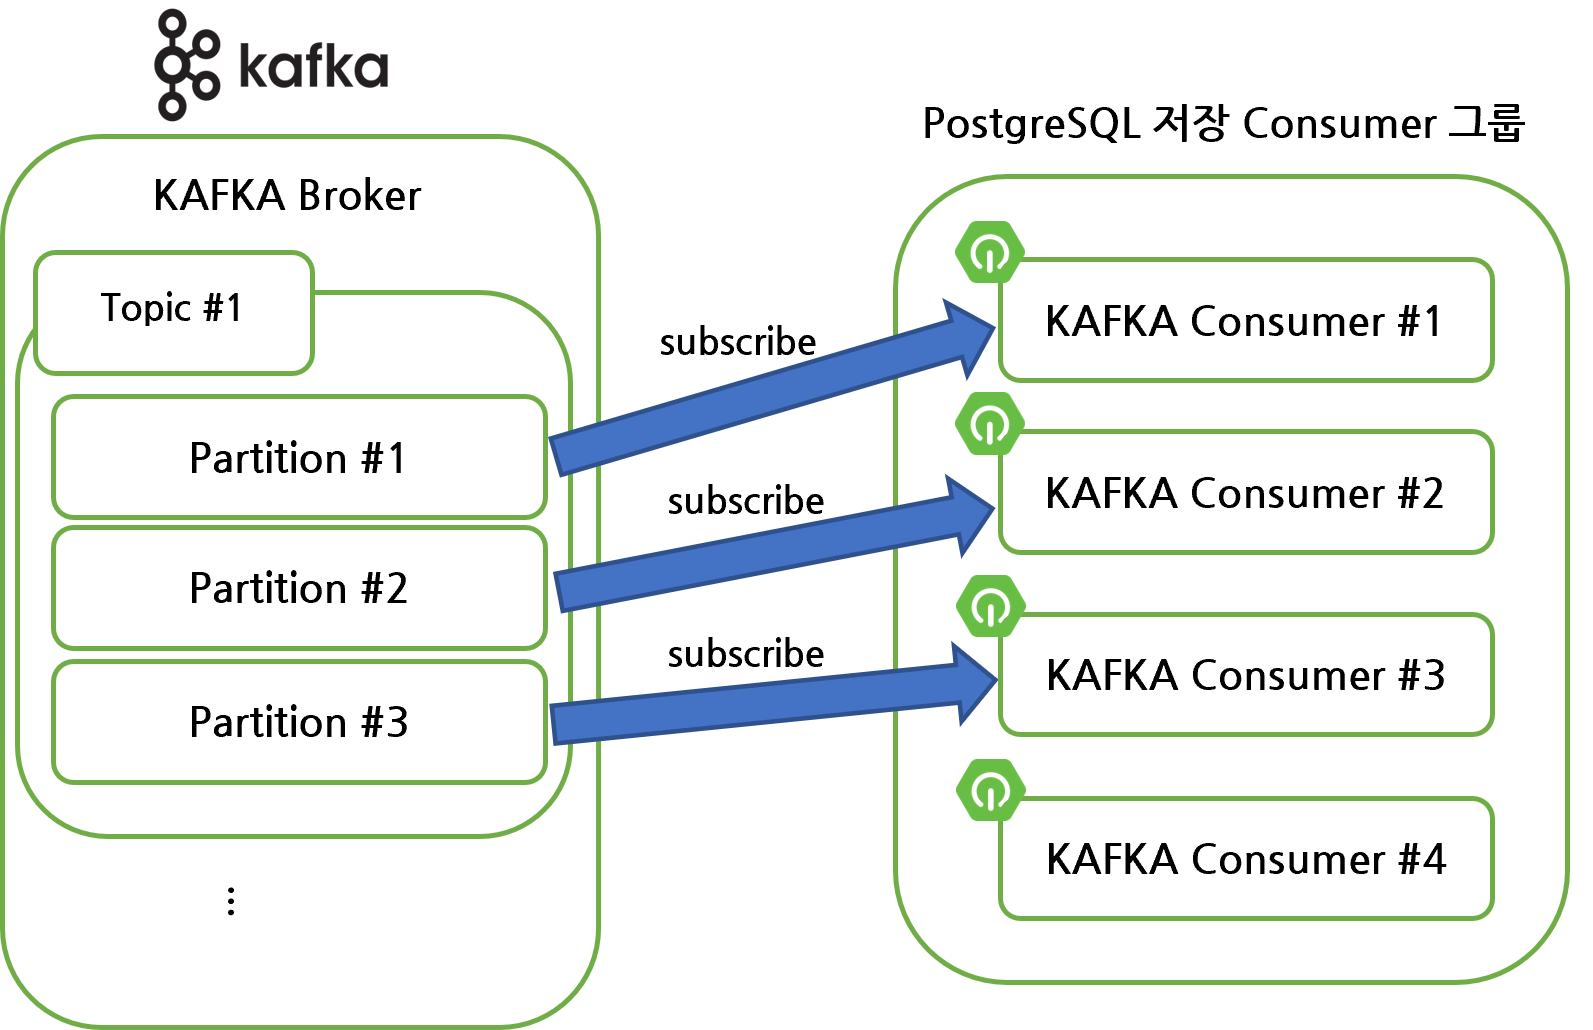 kafka
KAFKA Broker
Topic #1
Partition #1
Partition #2
Partition #3
⋮
subscribe
subscribe
subscribe
PostgreSQL 저장 Consumer 그룹
KAFKA Consumer #1
KAFKA Consumer #2
KAFKA Consumer #3
KAFKA Consumer #4